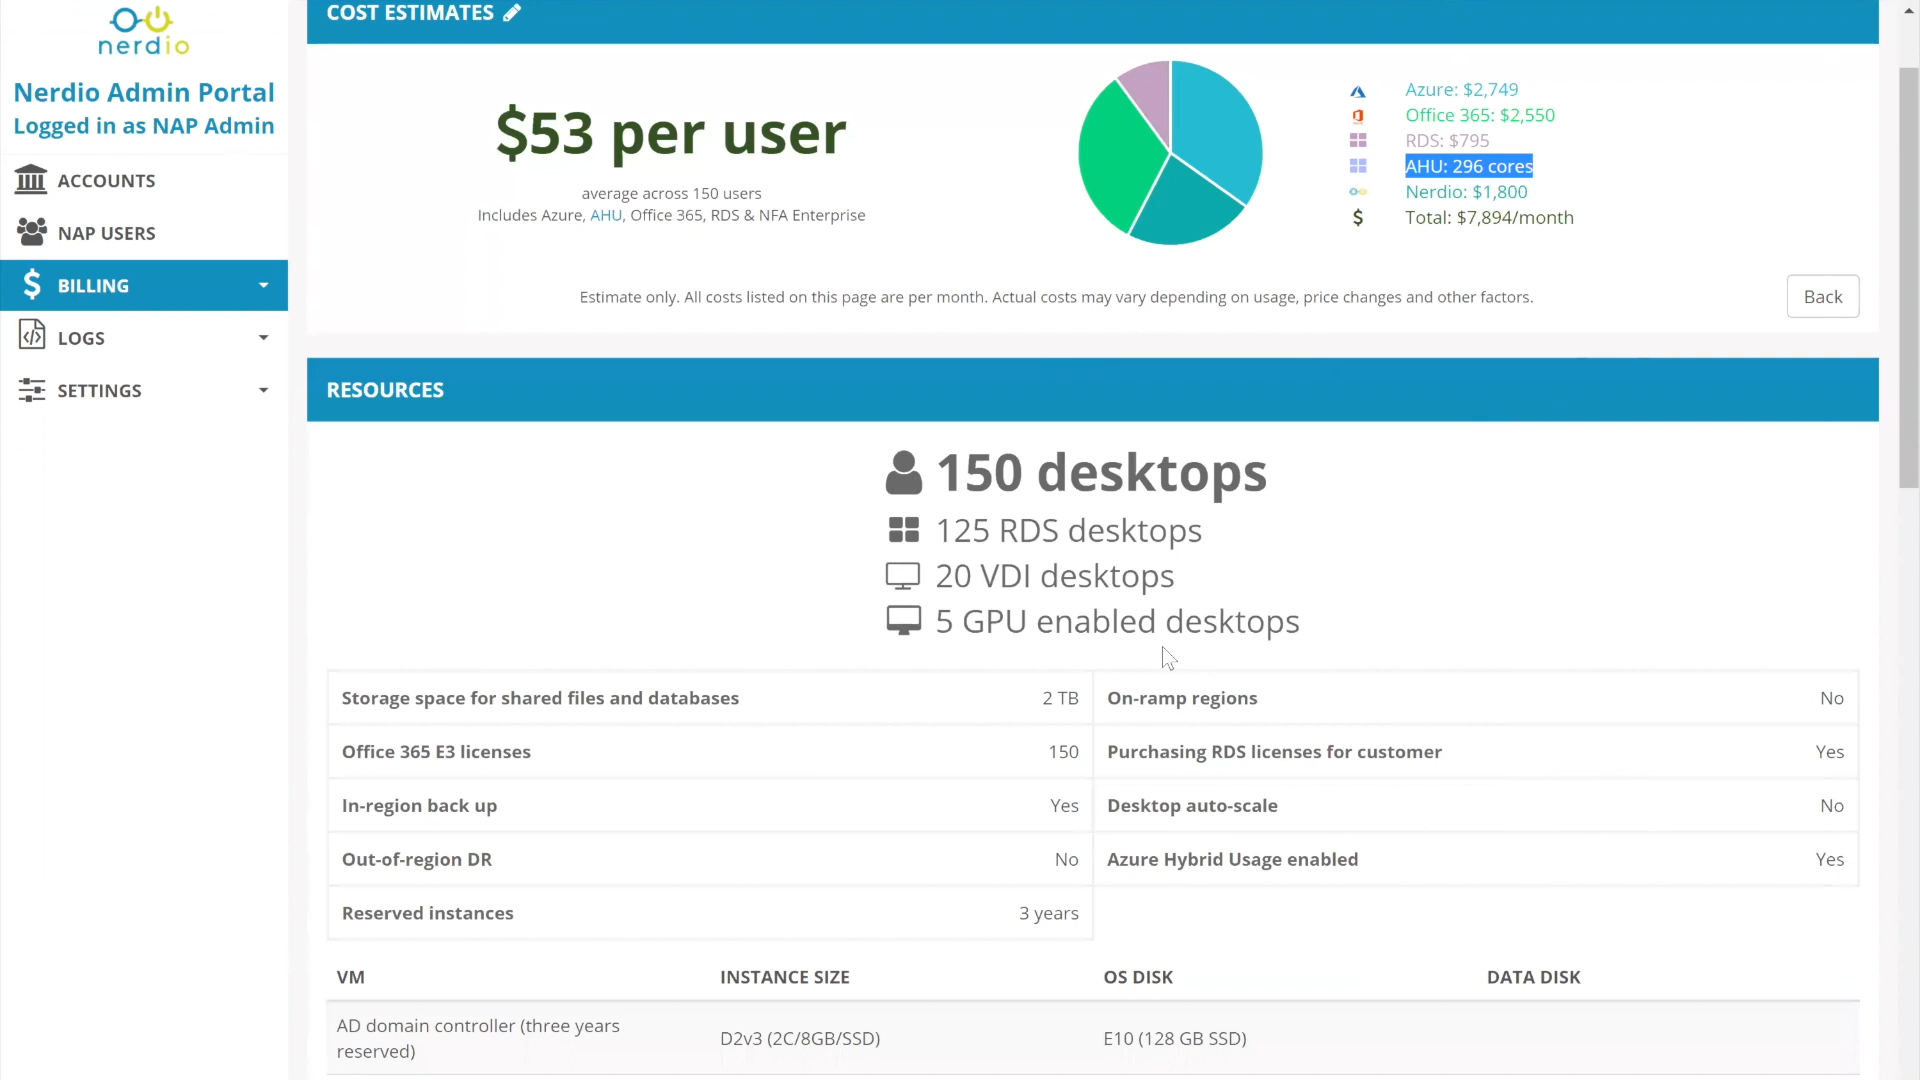 nerdio
Nerdio Admin Portal
Logged in as NAP Admin
ACCOUNTS
NAP USERS
BILLING
LOGS
SETTINGS
COST ESTIMATES
$53 per user
average across 150 users
Includes Azure, AHU, Office 365, RDS & NFA Enterprise
Azure: $2,749
Office 365: $2,550
RDS: $795
AHU: 296 cores
Nerdio: $1,800
$ Total: $7,894/month
Estimate only. All costs listed on this page are per month. Actual costs may vary depending on usage, price changes and other factors.
Back
RESOURCES
150 desktops
125 RDS desktops
20 VDI desktops
5 GPU enabled desktops
Storage space for shared files and databases 2 TB
On-ramp regions No
Office 365 E3 licenses 150
Purchasing RDS licenses for customer Yes
In-region back up Yes
Desktop auto-scale No
Out-of-region DR No
Azure Hybrid Usage enabled Yes
Reserved instances 3 years
VM INSTANCE SIZE OS DISK DATA DISK
AD domain controller (three years
reserved)
D2v3 (2C/8GB/SSD) E10 (128 GB SSD)